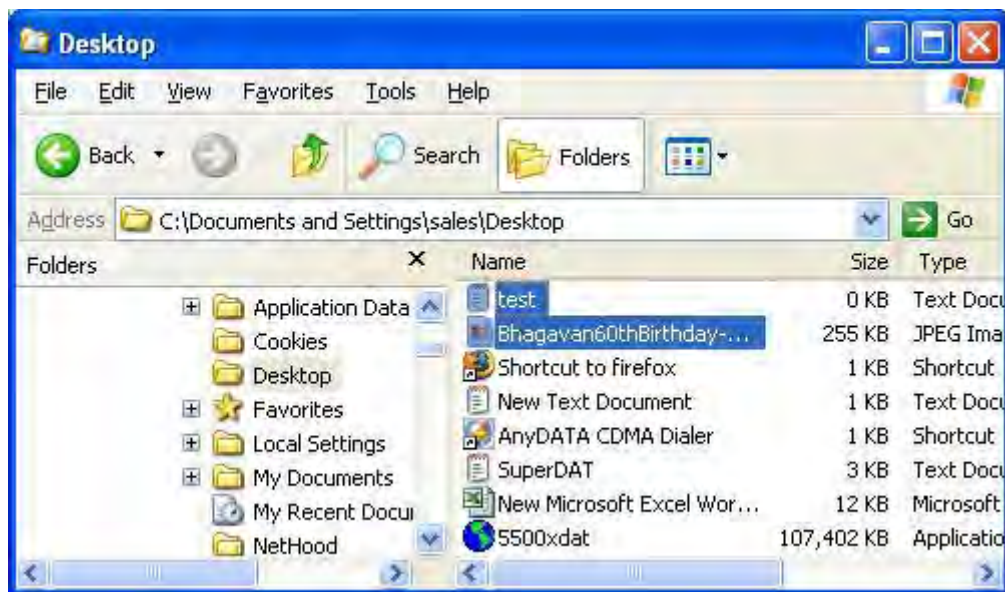 Desktop
File Edit View Favorites Tools Help
Back Search Folders
Address C:\Documents and Settings\sales\Desktop Go
Folders Name Size Type
Application Data test 0 KB Text Docu
Cookies Bhagavan60thBirthday-... 255 KB JPEG Ima
Desktop Shortcut to firefox 1 KB Shortcut
Favorites New Text Document 1 KB Text Docu
Local Settings AnyDATA CDMA Dialer 1 KB Shortcut
My Documents SuperDAT 3 KB Text Docu
My Recent Docu New Microsoft Excel Wor... 12 KB Microsoft
NetHood 5500xdat 107,402 KB Applicatio